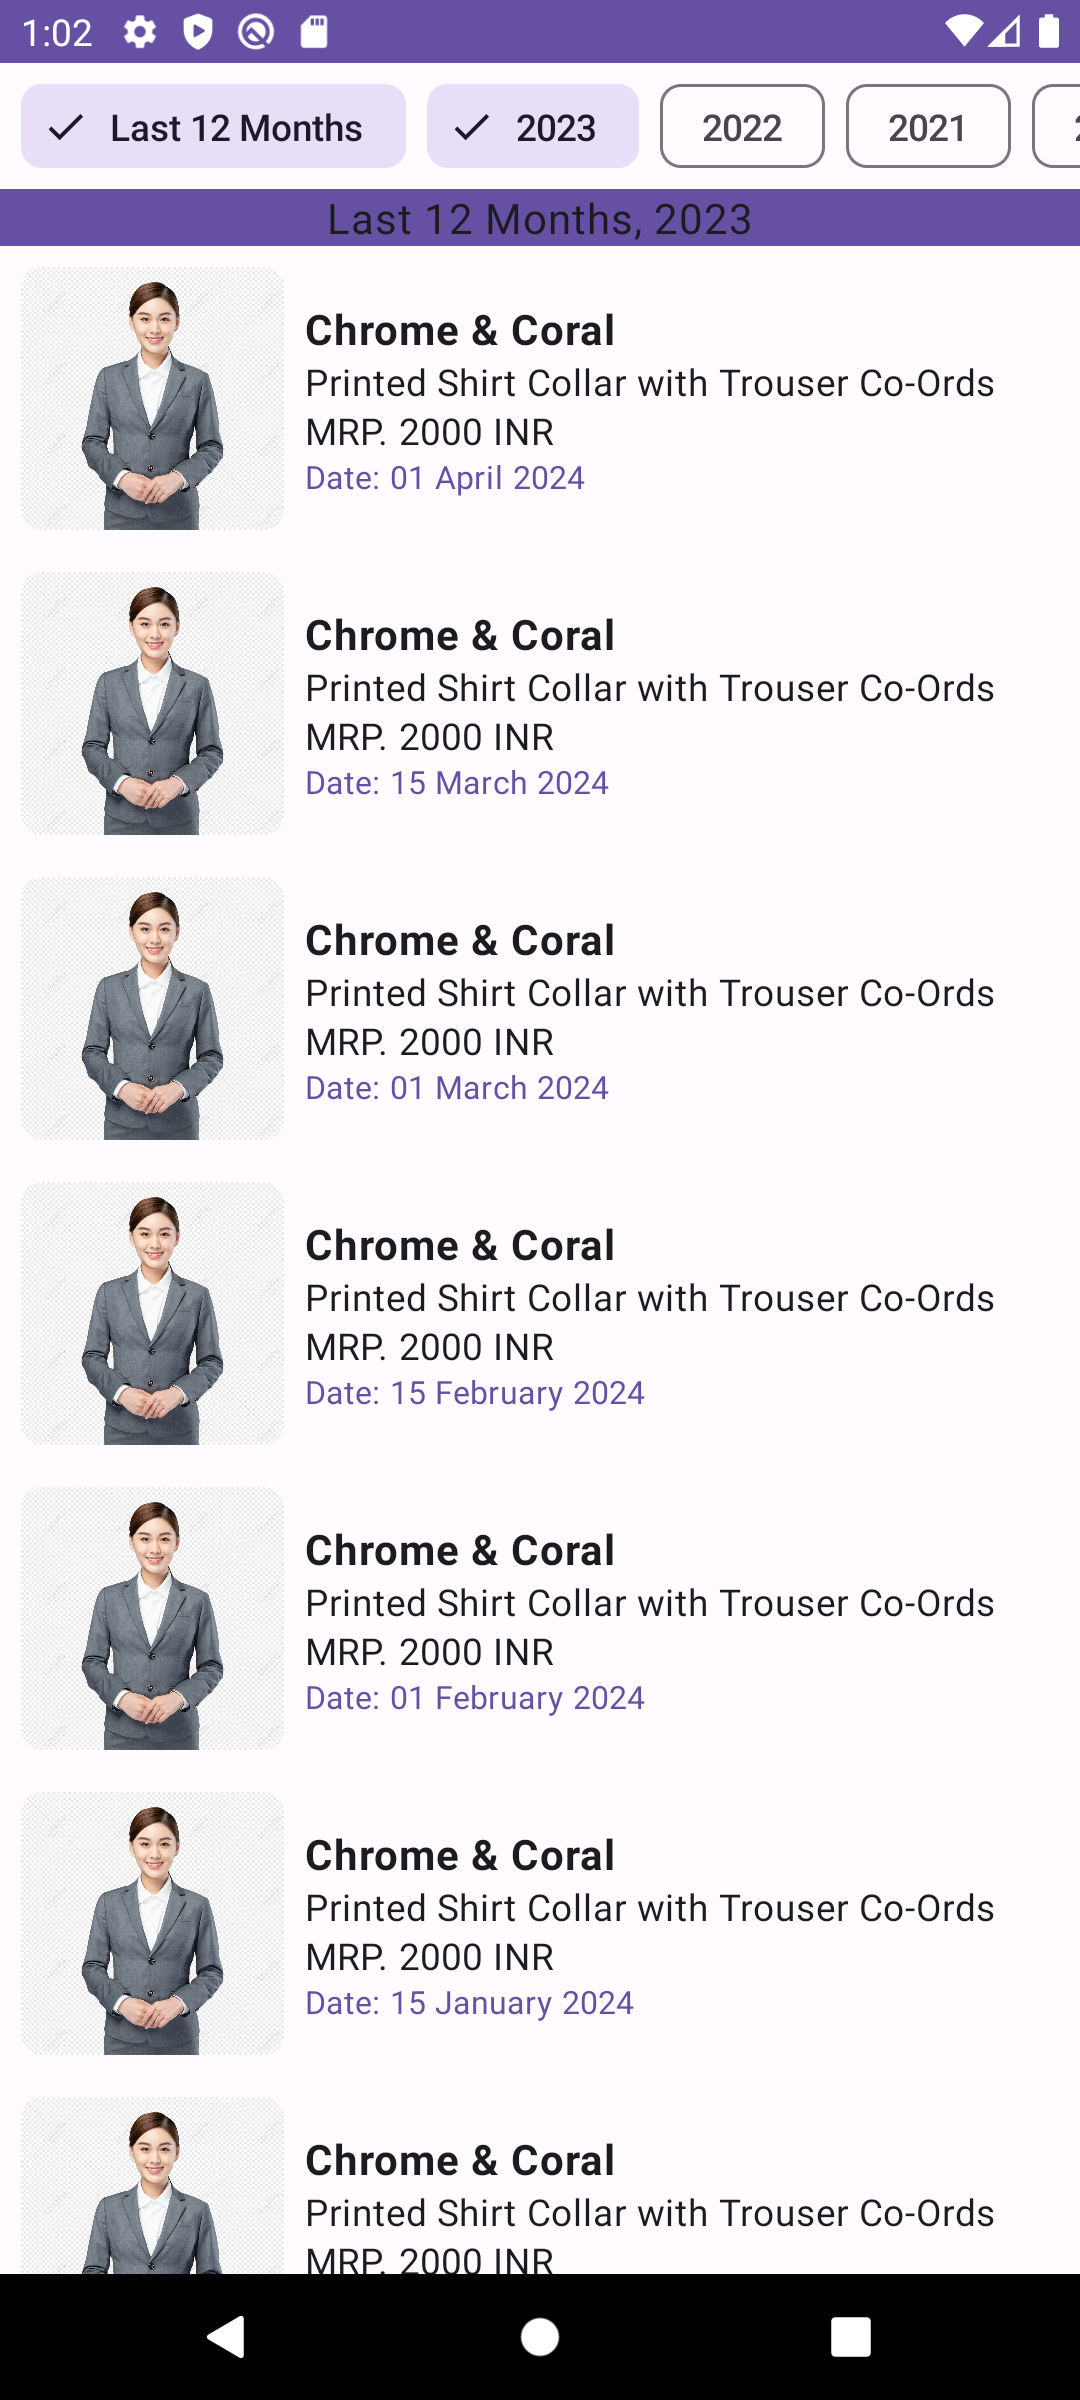 1:02
Last 12 Months 2023 2022 2021
Last 12 Months, 2023
Chrome & Coral
Printed Shirt Collar with Trouser Co-Ords
MRP. 2000 INR
Date: 01 April 2024
Chrome & Coral
Printed Shirt Collar with Trouser Co-Ords
MRP. 2000 INR
Date: 15 March 2024
Chrome & Coral
Printed Shirt Collar with Trouser Co-Ords
MRP. 2000 INR
Date: 01 March 2024
Chrome & Coral
Printed Shirt Collar with Trouser Co-Ords
MRP. 2000 INR
Date: 15 February 2024
Chrome & Coral
Printed Shirt Collar with Trouser Co-Ords
MRP. 2000 INR
Date: 01 February 2024
Chrome & Coral
Printed Shirt Collar with Trouser Co-Ords
MRP. 2000 INR
Date: 15 January 2024
Chrome & Coral
Printed Shirt Collar with Trouser Co-Ords
MRP. 2000 INR